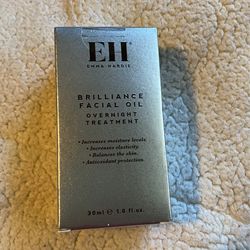 EH
EMMA HARDIE
BRILLIANCE
FACIAL OIL
OVERNIGHT
TREATMENT
• Increases moisture levels.
• Increases elasticity.
• Balances the skin.
• Antioxidant protection.
30ml e 1.0 fl.oz.